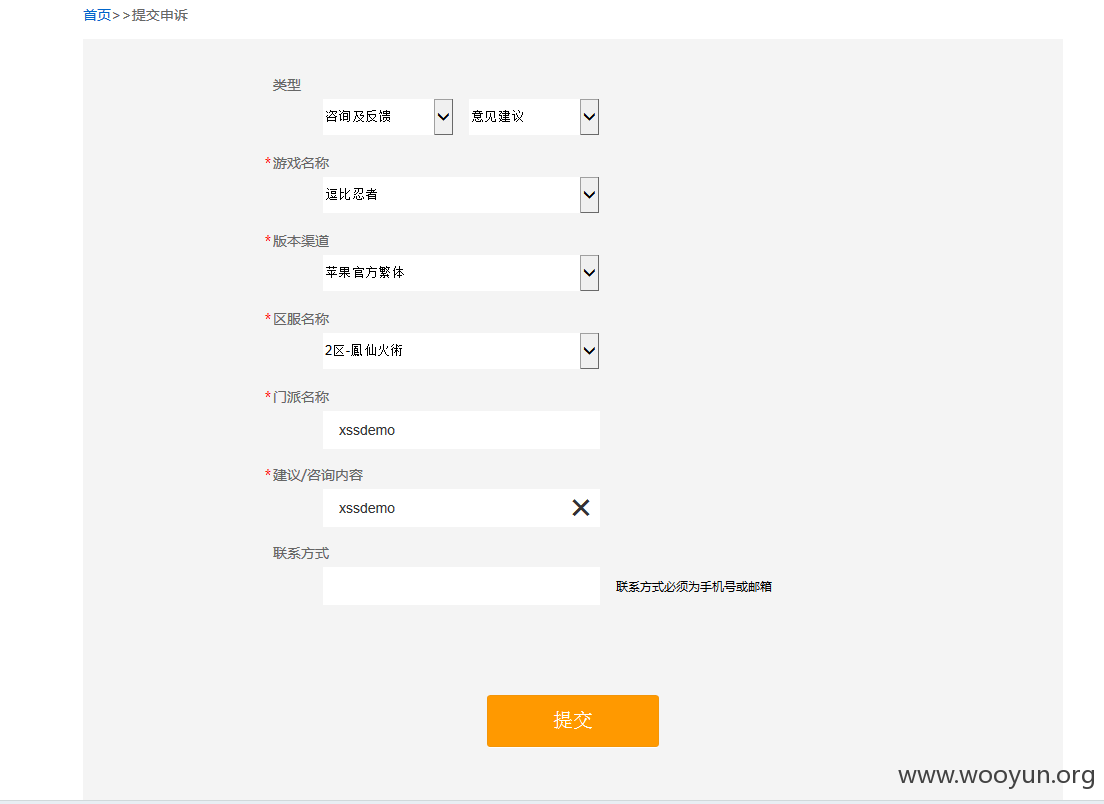 首页>>提交申诉
类型
咨询及反馈 意见建议
*游戏名称
逗比忍者
*版本渠道
苹果官方繁体
*区服名称
2区-鳳仙火術
*门派名称
xssdemo
*建议/咨询内容
xssdemo
联系方式
联系方式必须为手机号或邮箱
提交
www.wooyun.org